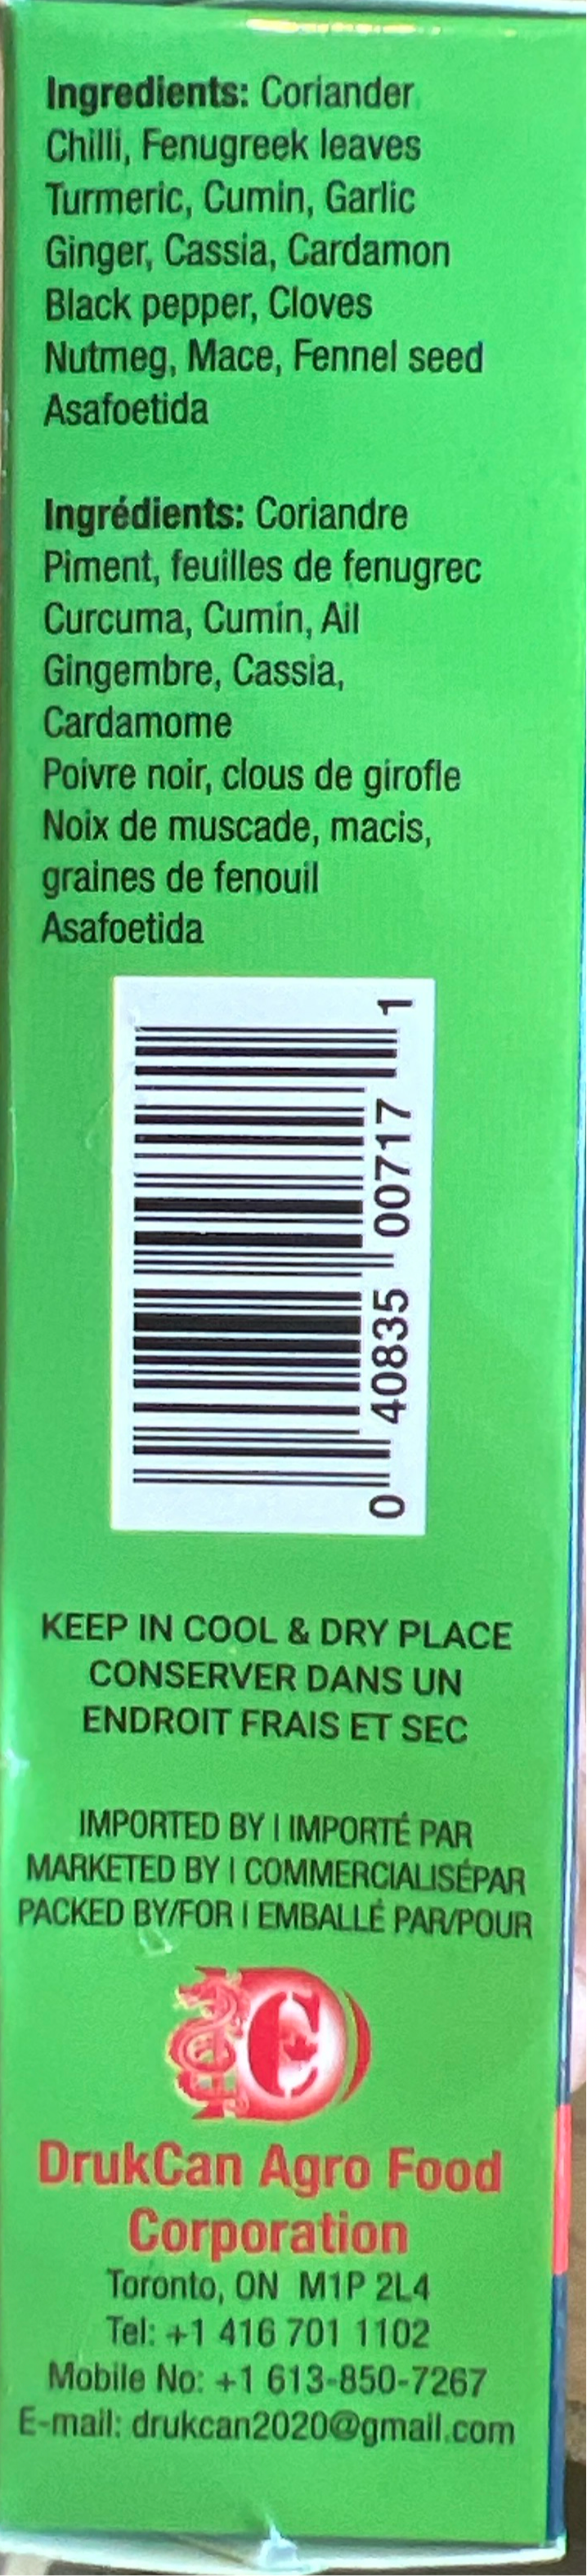 Ingredients: Coriander
Chilli, Fenugreek leaves
Turmeric, Cumin, Garlic
Ginger, Cassia, Cardamon
Black pepper, Cloves
Nutmeg, Mace, Fennel seed
Asafoetida
Ingrédients: Coriandre
Piment, feuilles de fenugrec
Curcuma, Cumin, Ail
Gingembre, Cassia,
Cardamome
Poivre noir, clous de girofle
Noix de muscade, macis,
graines de fenouil
Asafoetida
0 40835 00717 1
KEEP IN COOL & DRY PLACE
CONSERVER DANS UN
ENDROIT FRAIS ET SEC
IMPORTED BY | IMPORTÉ PAR
MARKETED BY | COMMERCIALISÉPAR
PACKED BY/FOR | EMBALLÉ PAR/POUR
DrukCan Agro Food
Corporation
Toronto, ON M1P 2L4
Tel: +1 416 701 1102
Mobile No: +1 613-850-7267
E-mail: drukcan2020@gmail.com